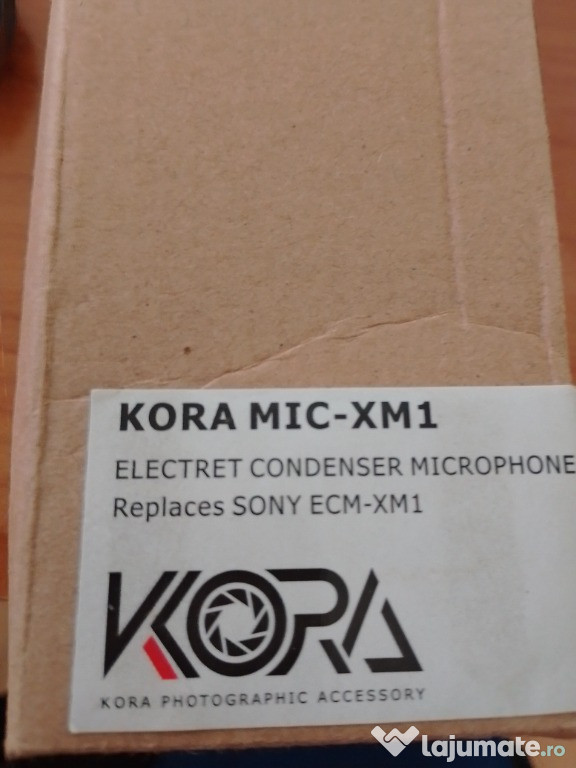 KORA MIC-XM1
ELECTRET CONDENSER MICROPHONE
Replaces SONY ECM-XM1
KORA
KORA PHOTOGRAPHIC ACCESSORY
lajumate.ro